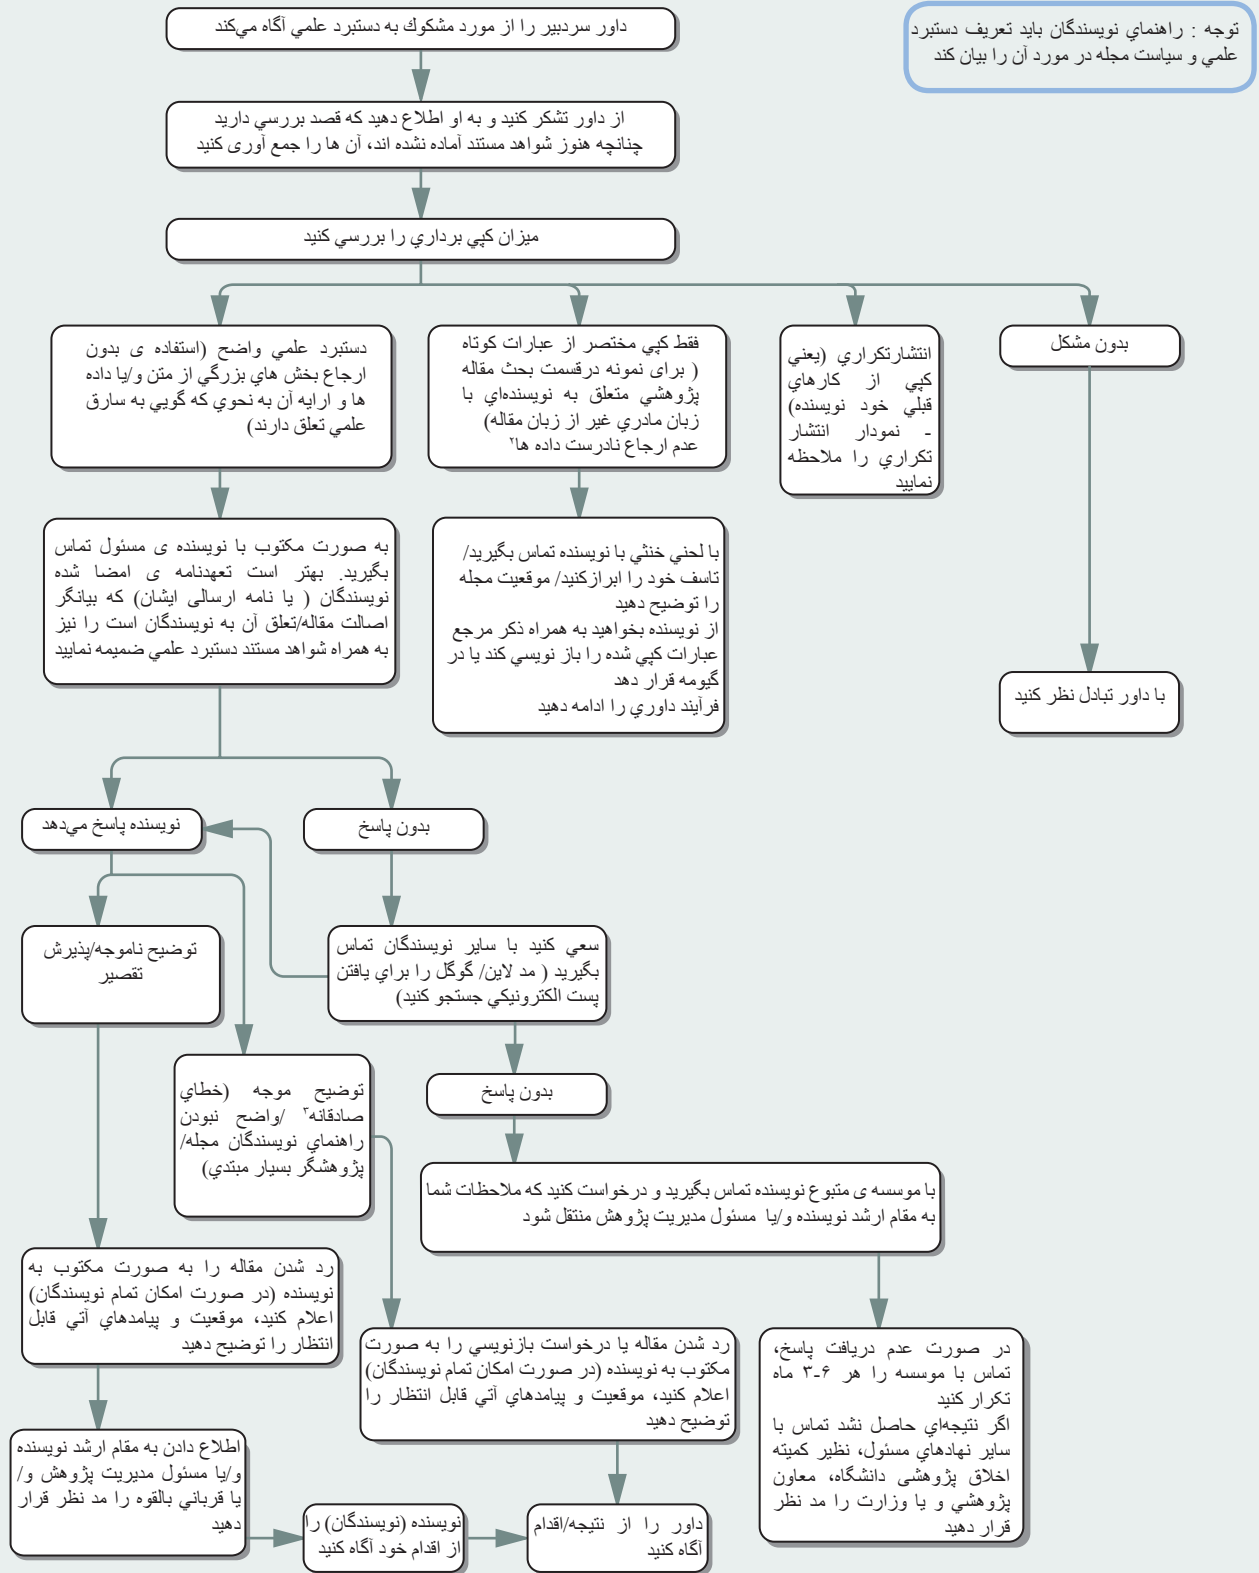 توجه : راهنماي نويسندگان بايد تعريف دستبرد
علمي و سياست مجله در مورد آن را بيان كند
داور سردبير را از مورد مشكوك به دستبرد علمي آگاه مي‌كند
از داور تشكر كنيد و به او اطلاع دهيد كه قصد بررسي داريد
چنانچه هنوز شواهد مستند آماده نشده اند، آن ها را جمع آوری كنيد
ميزان كپي برداري را بررسي كنيد
بدون مشكل
انتشارتكراري (يعني
كپي از كارهاي
قبلي خود نويسنده)
- نمودار انتشار
تكراري را ملاحظه
نماييد
فقط كپي مختصر از عبارات كوتاه
( برای نمونه درقسمت بحث مقاله
پژوهشي متعلق به نويسنده‌اي با
زبان مادري غير از زبان مقاله)
عدم ارجاع نادرست داده ها۲
دستبرد علمي واضح (استفاده ی بدون
ارجاع بخش هاي بزرگي از متن و/يا داده
ها و ارايه آن به نحوي كه گويي به سارق
علمي تعلق دارند)
با داور تبادل نظر كنيد
با لحني خنثي با نويسنده تماس بگيريد/
تاسف خود را ابرازكنيد/ موقعيت مجله
را توضيح دهيد
از نويسنده بخواهيد به همراه ذكر مرجع
عبارات كپي شده را باز نويسي كند يا در
گيومه قرار دهد
فرآيند داوري را ادامه دهيد
به صورت مكتوب با نويسنده ی مسئول تماس
بگيريد. بهتر است تعهدنامه ی امضا شده
نويسندگان ( يا نامه ارسالی ايشان) كه بيانگر
اصالت مقاله/تعلق آن به نويسندگان است را نيز
به همراه شواهد مستند دستبرد علمي ضميمه نماييد
بدون پاسخ
نويسنده پاسخ مي‌دهد
سعي كنيد با ساير نويسندگان تماس
بگيريد ( مد لاين/ گوگل را براي يافتن
پست الكترونيكي جستجو كنيد)
توضيح ناموجه/پذيرش
تقصير
توضيح موجه (خطاي
صادقانه۳ /واضح نبودن
راهنماي نويسندگان مجله/
پژوهشگر بسيار مبتدي)
بدون پاسخ
با موسسه ی متبوع نويسنده تماس بگيريد و درخواست كنيد كه ملاحظات شما
به مقام ارشد نويسنده و/يا مسئول مديريت پژوهش منتقل شود
رد شدن مقاله را به صورت مكتوب به
نويسنده (در صورت امكان تمام نويسندگان)
اعلام كنيد، موقعيت و پيامدهاي آتي قابل
انتظار را توضيح دهيد
رد شدن مقاله يا درخواست بازنويسي را به صورت
مكتوب به نويسنده (در صورت امكان تمام نويسندگان)
اعلام كنيد، موقعيت و پيامدهاي آتي قابل انتظار را
توضيح دهيد
در صورت عدم دريافت پاسخ،
تماس با موسسه را هر ۶-۳ ماه
تكرار كنيد
اگر نتيجه‌اي حاصل نشد تماس با
ساير نهادهاي مسئول، نظير كميته
اخلاق پژوهشی دانشگاه، معاون
پژوهشي و يا وزارت را مد نظر
قرار دهيد
اطلاع دادن به مقام ارشد نويسنده
و/يا مسئول مديريت پژوهش و/
يا قرباني بالقوه را مد نظر قرار
دهيد
نويسنده (نويسندگان) را
از اقدام خود آگاه كنيد
داور را از نتيجه/اقدام
آگاه كنيد